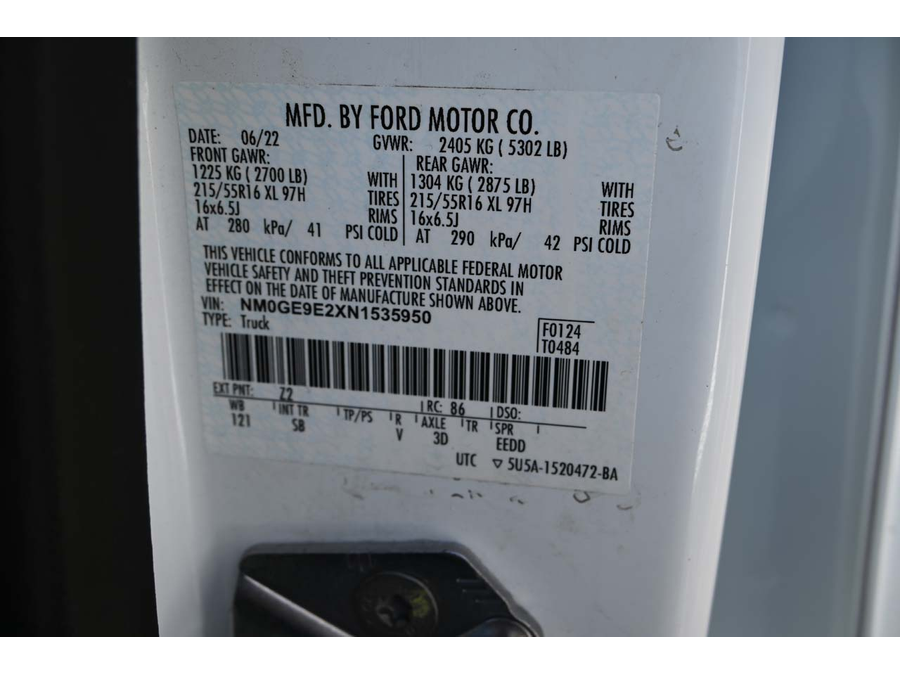 MFD. BY FORD MOTOR CO.
DATE: 06/22 GVWR: 2405 KG ( 5302 LB)
FRONT GAWR: REAR GAWR:
1225 KG ( 2700 LB) WITH 1304 KG ( 2875 LB) WITH
215/55R16 XL 97H TIRES 215/55R16 XL 97H TIRES
16x6.5J RIMS 16x6.5J RIMS
AT 280 kPa/ 41 PSI COLD AT 290 kPa/ 42 PSI COLD
THIS VEHICLE CONFORMS TO ALL APPLICABLE FEDERAL MOTOR
VEHICLE SAFETY AND THEFT PREVENTION STANDARDS IN
EFFECT ON THE DATE OF MANUFACTURE SHOWN ABOVE.
VIN: NM0GE9E2XN1535950
TYPE: Truck F0124
T0484
EXT PNT: Z2 RC: 86 DSO:
WB INT TR TP/PS R AXLE TR SPR
121 SB V 3D EEDD
UTC ▽ 5U5A-1520472-BA